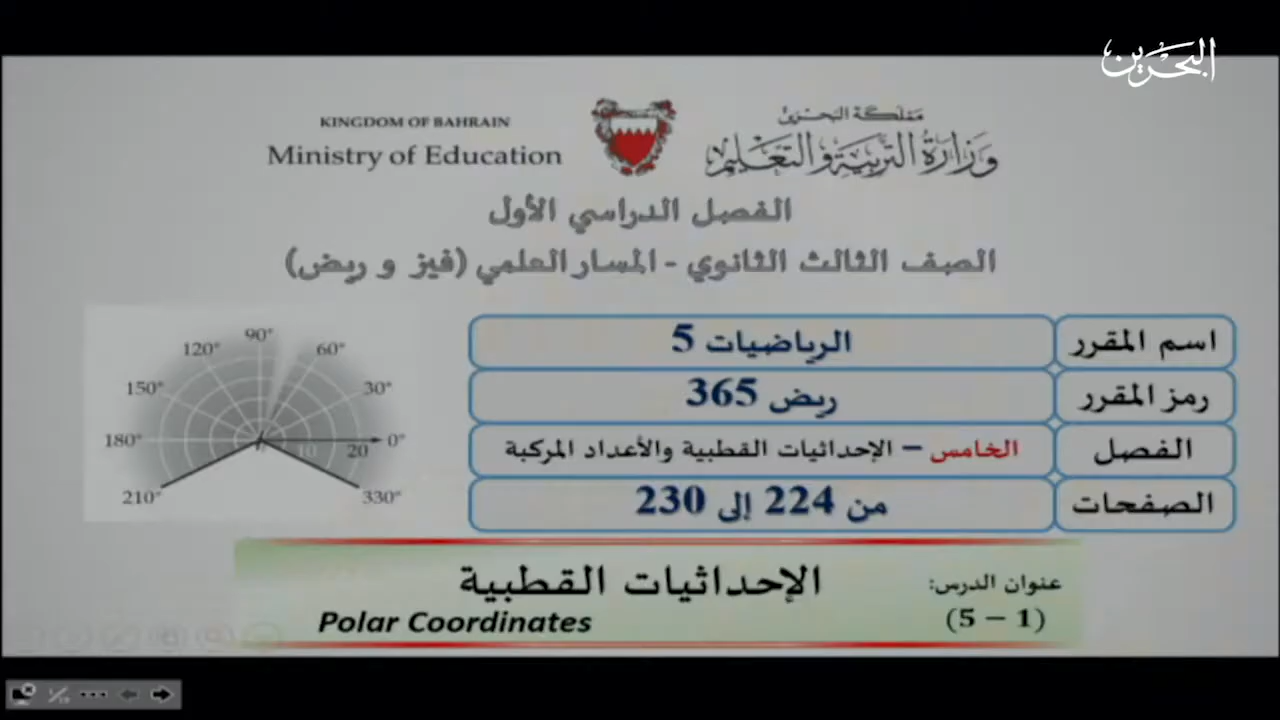 البحرين
KINGDOM OF BAHRAIN
مملكة البحرين
Ministry of Education
وزارة التربية والتعليم
الفصل الدراسي الأول
الصف الثالث الثانوي - المسار العلمي (فيز و ريض)
اسم المقرر
الرياضيات 5
رمز المقرر
ريض 365
الفصل
الخامس – الإحداثيات القطبية والأعداد المركبة
الصفحات
من 224 إلى 230
90°
120° 60°
150° 30°
180° 10 20 0°
210° 330°
عنوان الدرس:
(5 – 1)
الإحداثيات القطبية
Polar Coordinates